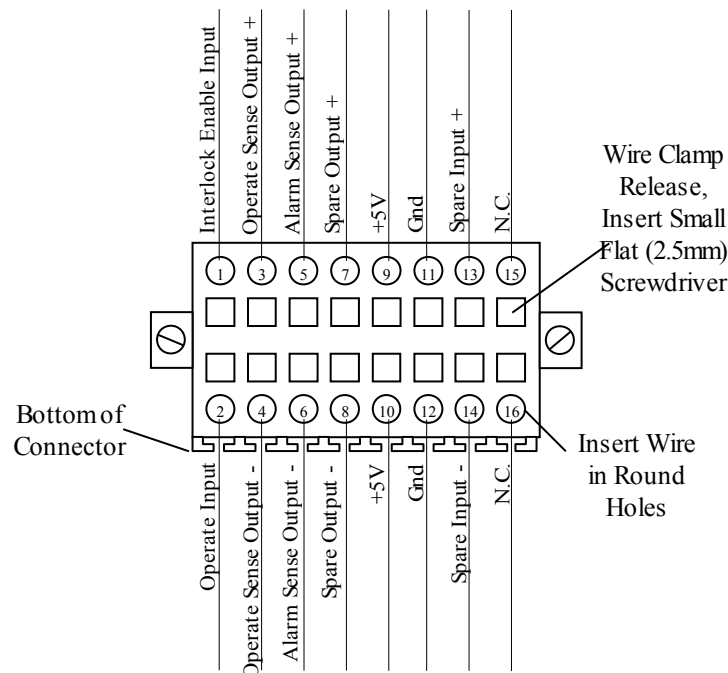 Interlock Enable Input
Operate Sense Output +
Alarm Sense Output +
Spare Output +
+5V
Gnd
Spare Input +
N.C.
Wire Clamp
Release,
Insert Small
Flat (2.5mm)
Screwdriver
1
3
5
7
9
11
13
15
2
4
6
8
10
12
14
16
Bottom of
Connector
Insert Wire
in Round
Holes
Operate Input
Operate Sense Output -
Alarm Sense Output -
Spare Output -
+5V
Gnd
Spare Input -
N.C.